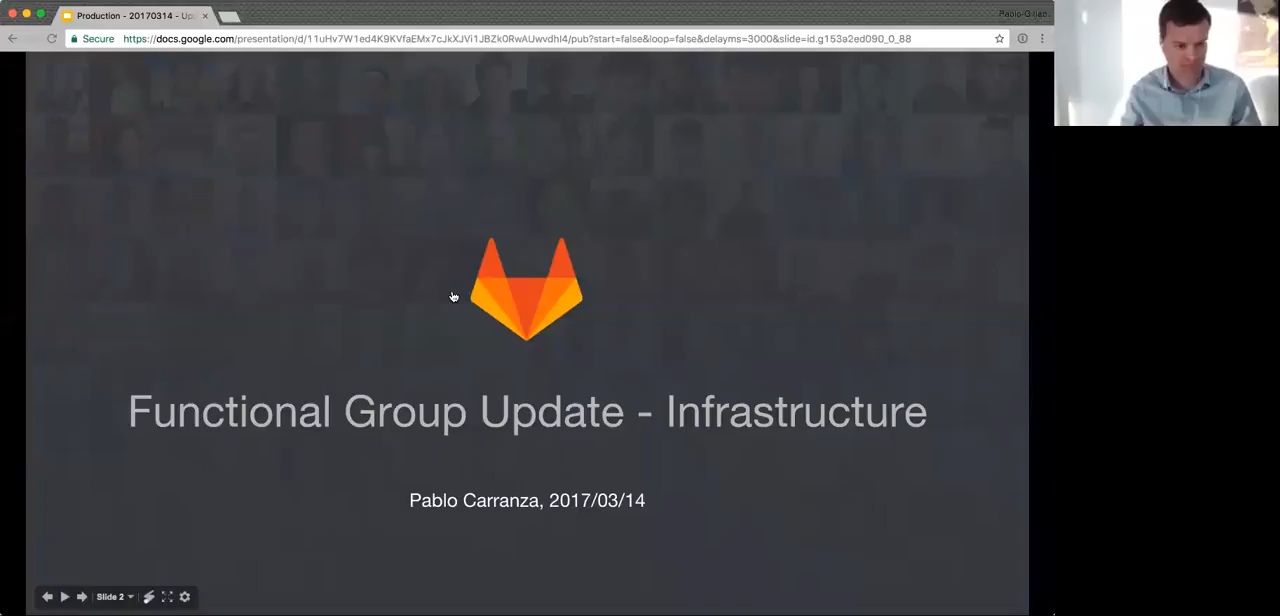 Production - 20170314 - Up
Secure https://docs.google.com/presentation/d/11uHv7W1ed4K9KVfaEMx7cJkXJVi1JBZk0RwAUwvdhI4/pub?start=false&loop=false&delayms=3000&slide=id.g153a2ed090_0_88
Functional Group Update - Infrastructure
Pablo Carranza, 2017/03/14
Slide 2